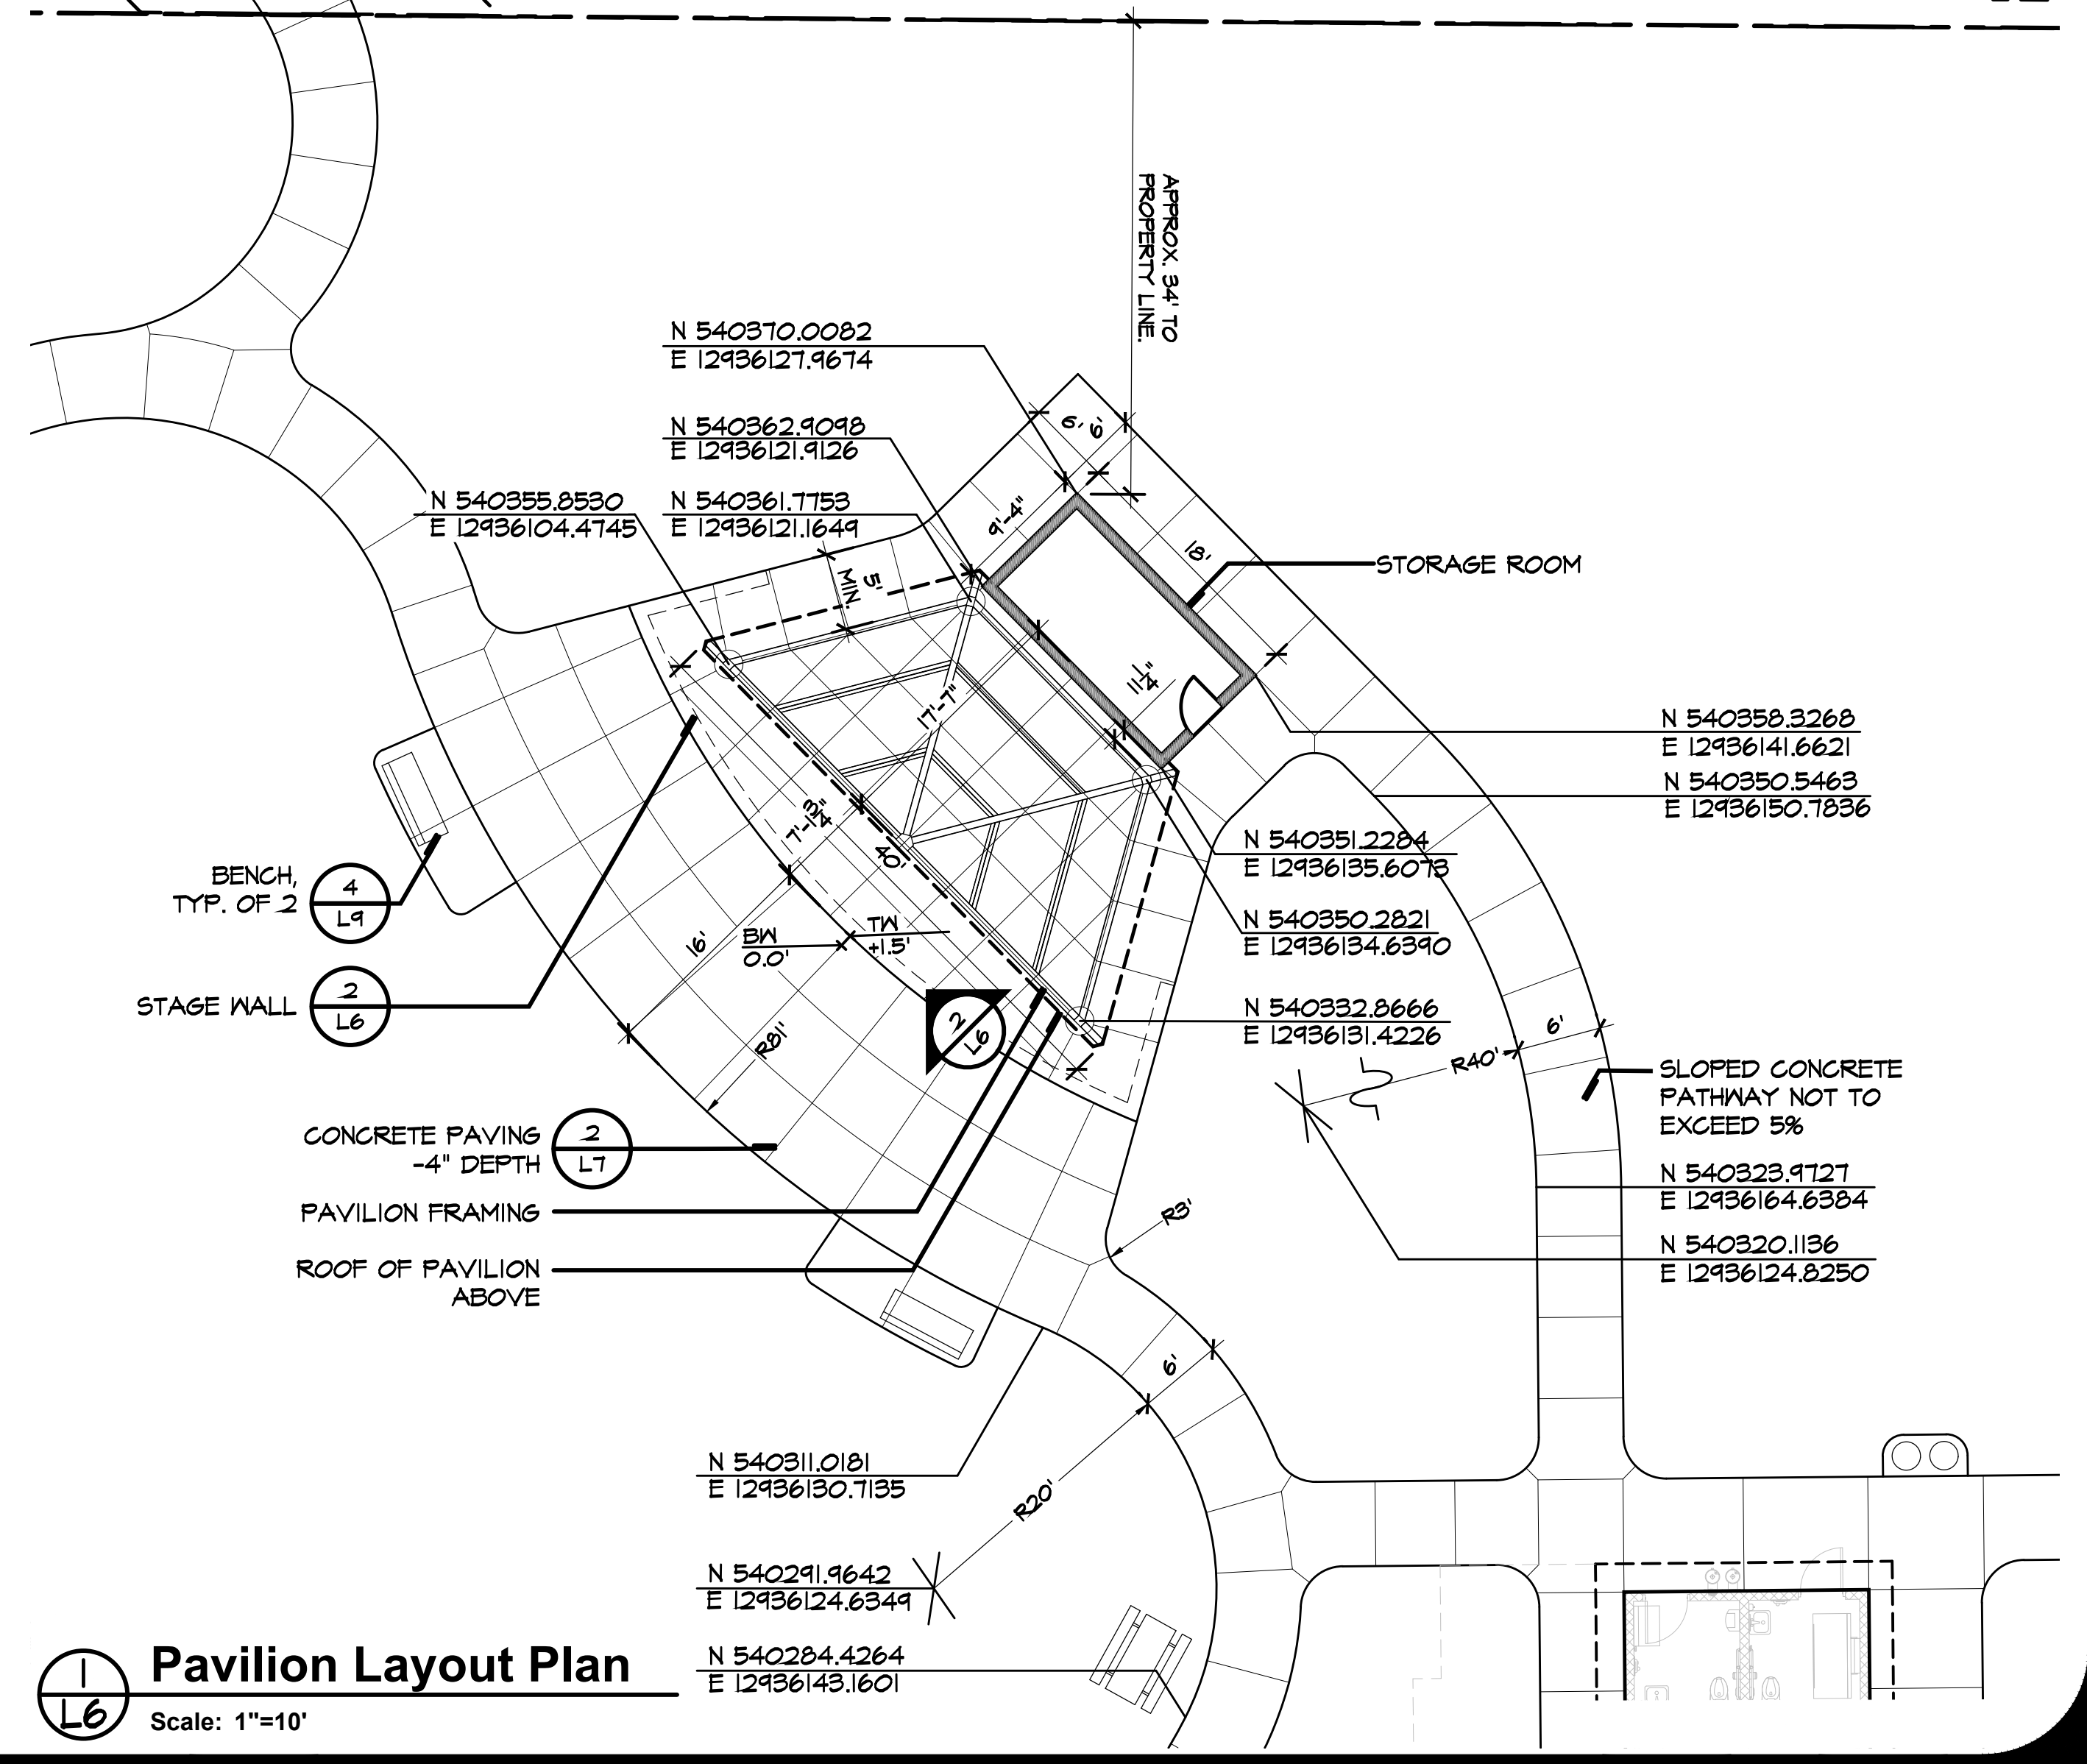 APPROX. 34' TO
PROPERTY LINE.
N 540370.0082
E 12936127.9674
N 540362.9098
E 12936121.9126
N 540355.8530
E 12936104.4745
N 540361.7753
E 12936121.1649
6'
6'
9'-4"
18'
5'
MIN.
STORAGE ROOM
17'-7"
N 540358.3268
E 12936141.6621
N 540350.5463
E 12936150.7836
40'
N 540351.2284
E 12936135.6073
BENCH,
TYP. OF 2
4
L9
N 540350.2821
E 12936134.6390
16'
BW
0.0'
TW
+1.5'
STAGE WALL
2
L6
2
L6
N 540332.8666
E 12936131.4226
R81'
R40'
6'
SLOPED CONCRETE
PATHWAY NOT TO
EXCEED 5%
CONCRETE PAVING
-4" DEPTH
2
L7
N 540323.9727
E 12936164.6384
PAVILION FRAMING
R3'
N 540320.1136
E 12936124.8250
ROOF OF PAVILION
ABOVE
6'
N 540311.0181
E 12936130.7135
R20'
N 540291.9642
E 12936124.6349
N 540284.4264
E 12936143.1601
1
L6
Pavilion Layout Plan
Scale: 1"=10'